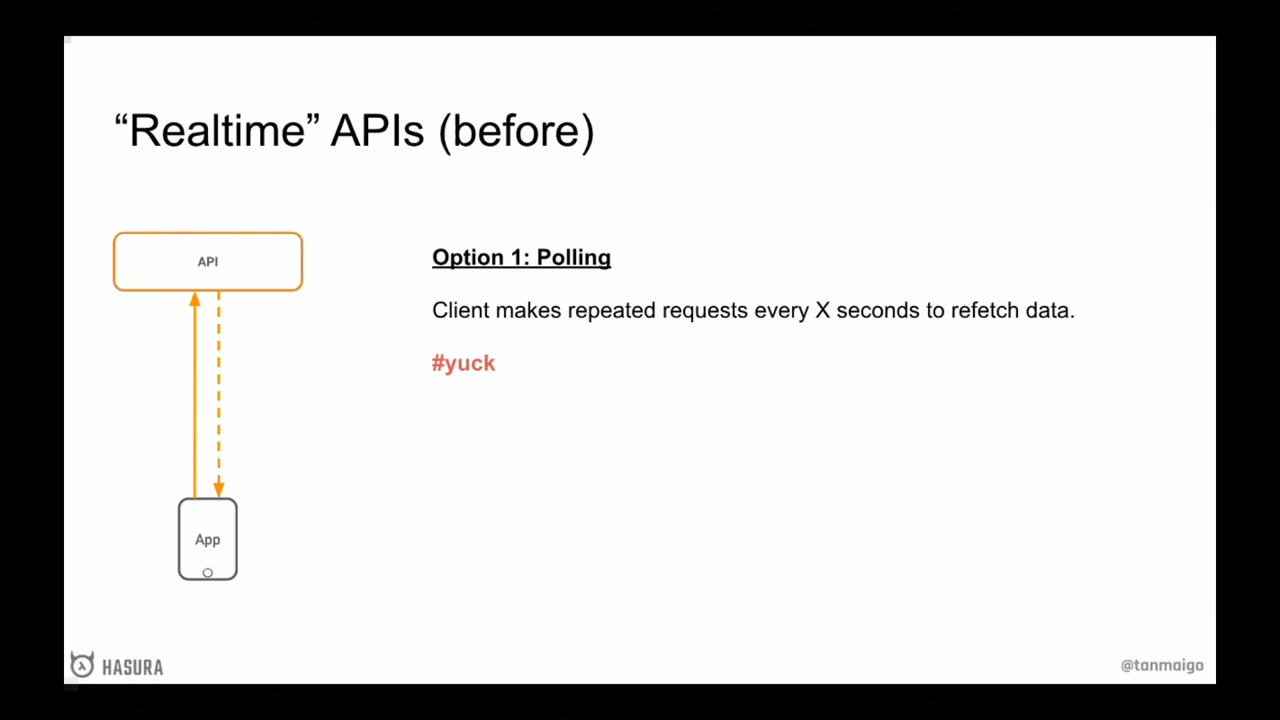 “Realtime” APIs (before)
API
Option 1: Polling
Client makes repeated requests every X seconds to refetch data.
#yuck
App
HASURA
@tanmaigo